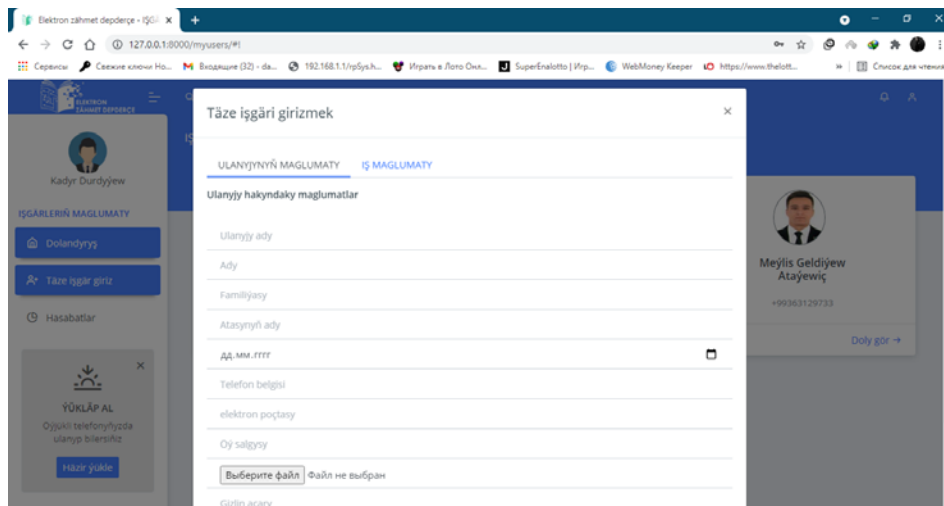 Elektron zähmet depderçe - IŞGÄ
127.0.0.1:8000/myusers/#!
Сервисы
Свежие ключи Но...
Входящие (32) - da...
192.168.1.1/rpSys.h...
Играть в Лото Онл...
SuperEnalotto | Игр...
WebMoney Keeper
https://www.thelott...
»
Список для чтения
ELEKTRON
ZÄHMET DEPDERÇE
Kadyr Durdyýew
IŞGÄRLERIŇ MAGLUMATY
Dolandyryş
Täze işgär giriz
Hasabatlar
ÝÜKLÄP AL
Öýjükli telefonyňyzda
ulanyp bilersiňiz
Häzir ýükle
IŞ
Täze işgäri girizmek
ULANYJYNYŇ MAGLUMATY
IŞ MAGLUMATY
Ulanyjy hakyndaky maglumatlar
Ulanyjy ady
Ady
Familiýasy
Atasynyň ady
дд.мм.гггг
Telefon belgisi
elektron poçtasy
Öý salgysy
Выберите файл Файл не выбран
Gizlin açary
Meýlis Geldiýew
Ataýewiç
+99363129733
Doly gör →